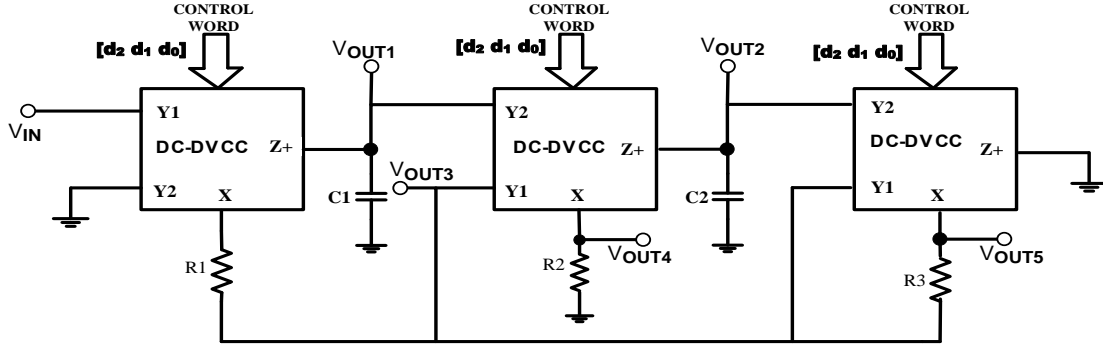 CONTROL
WORD
[d2 d1 d0]
CONTROL
WORD
[d2 d1 d0]
CONTROL
WORD
[d2 d1 d0]
VOUT1
VOUT2
VIN
Y1
DC-DVCC
Z+
Y2
X
Y2
DC-DVCC
Z+
Y1
X
Y2
DC-DVCC
Z+
Y1
X
VOUT3
C1
C2
R1
R2
VOUT4
R3
VOUT5